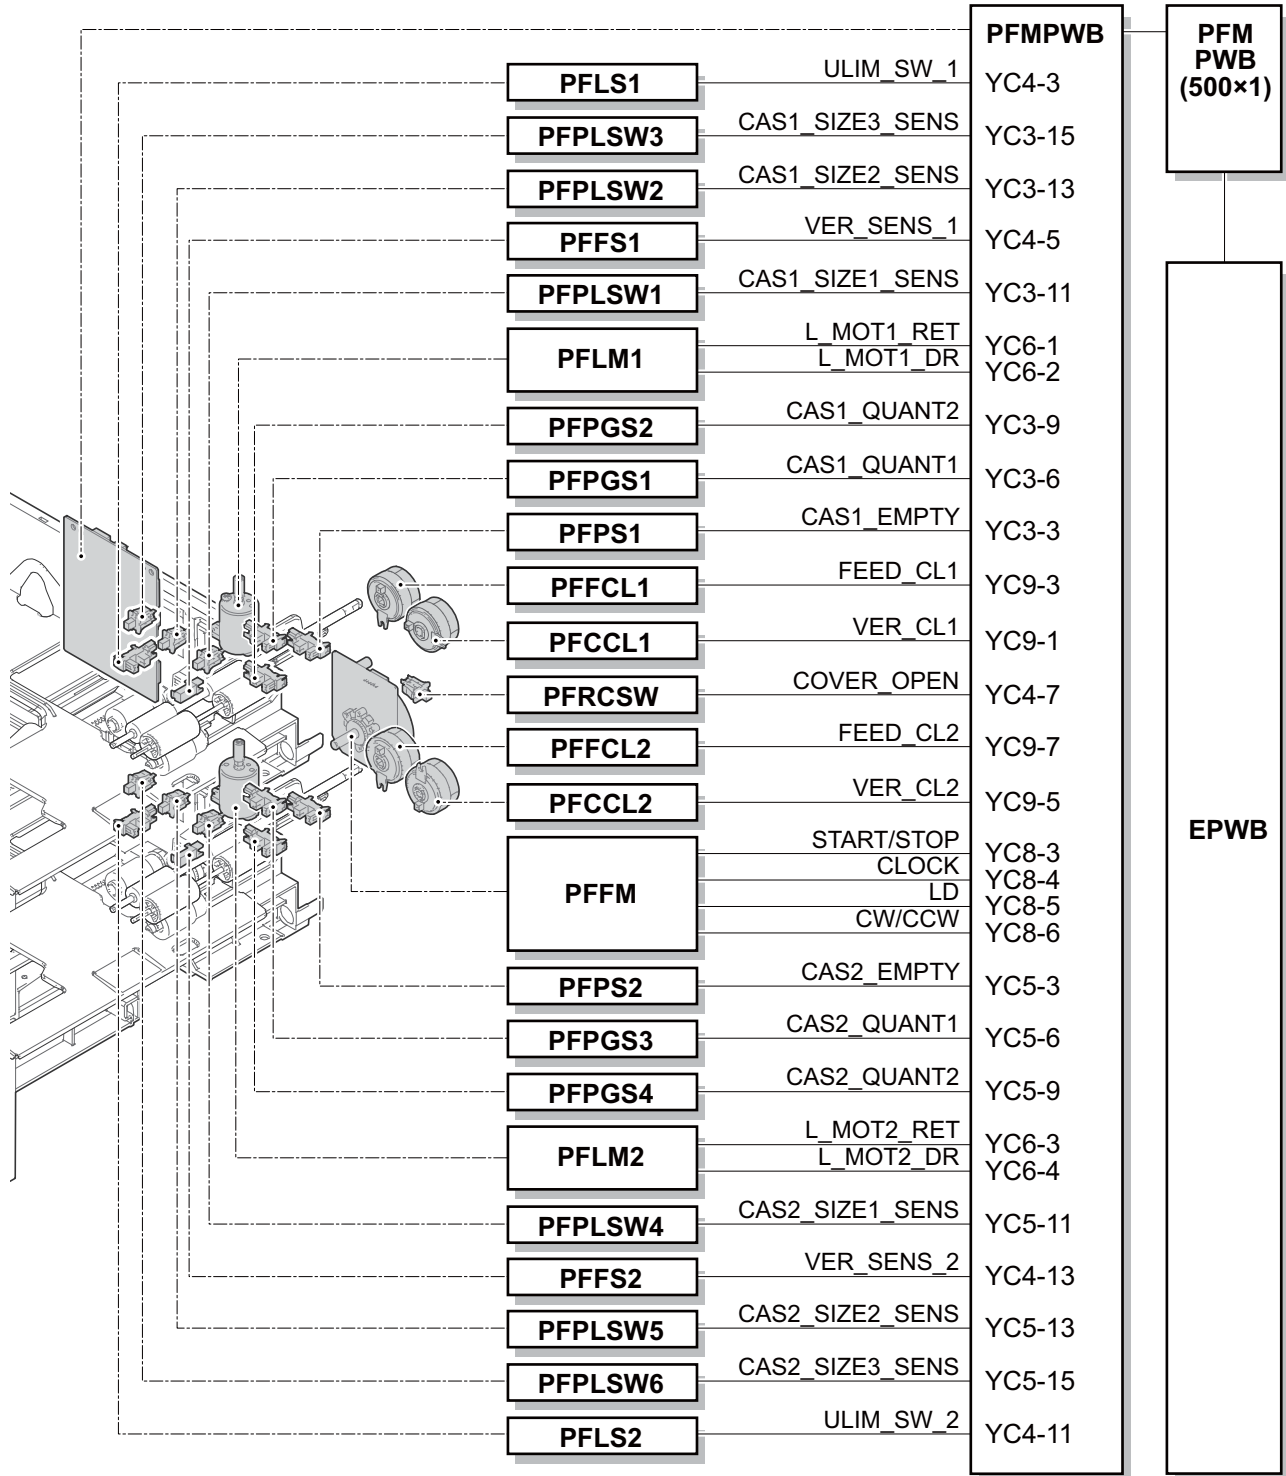 PFMPWB
PFM
PWB
(500×1)
PFLS1 ULIM_SW_1 YC4-3
PFPLSW3 CAS1_SIZE3_SENS YC3-15
PFPLSW2 CAS1_SIZE2_SENS YC3-13
PFFS1 VER_SENS_1 YC4-5
PFPLSW1 CAS1_SIZE1_SENS YC3-11
PFLM1
L_MOT1_RET YC6-1
L_MOT1_DR YC6-2
PFPGS2 CAS1_QUANT2 YC3-9
PFPGS1 CAS1_QUANT1 YC3-6
PFPS1 CAS1_EMPTY YC3-3
PFFCL1 FEED_CL1 YC9-3
PFCCL1 VER_CL1 YC9-1
PFRCSW COVER_OPEN YC4-7
PFFCL2 FEED_CL2 YC9-7
PFCCL2 VER_CL2 YC9-5
PFFM
START/STOP YC8-3
CLOCK YC8-4
LD YC8-5
CW/CCW YC8-6
EPWB
PFPS2 CAS2_EMPTY YC5-3
PFPGS3 CAS2_QUANT1 YC5-6
PFPGS4 CAS2_QUANT2 YC5-9
PFLM2
L_MOT2_RET YC6-3
L_MOT2_DR YC6-4
PFPLSW4 CAS2_SIZE1_SENS YC5-11
PFFS2 VER_SENS_2 YC4-13
PFPLSW5 CAS2_SIZE2_SENS YC5-13
PFPLSW6 CAS2_SIZE3_SENS YC5-15
PFLS2 ULIM_SW_2 YC4-11